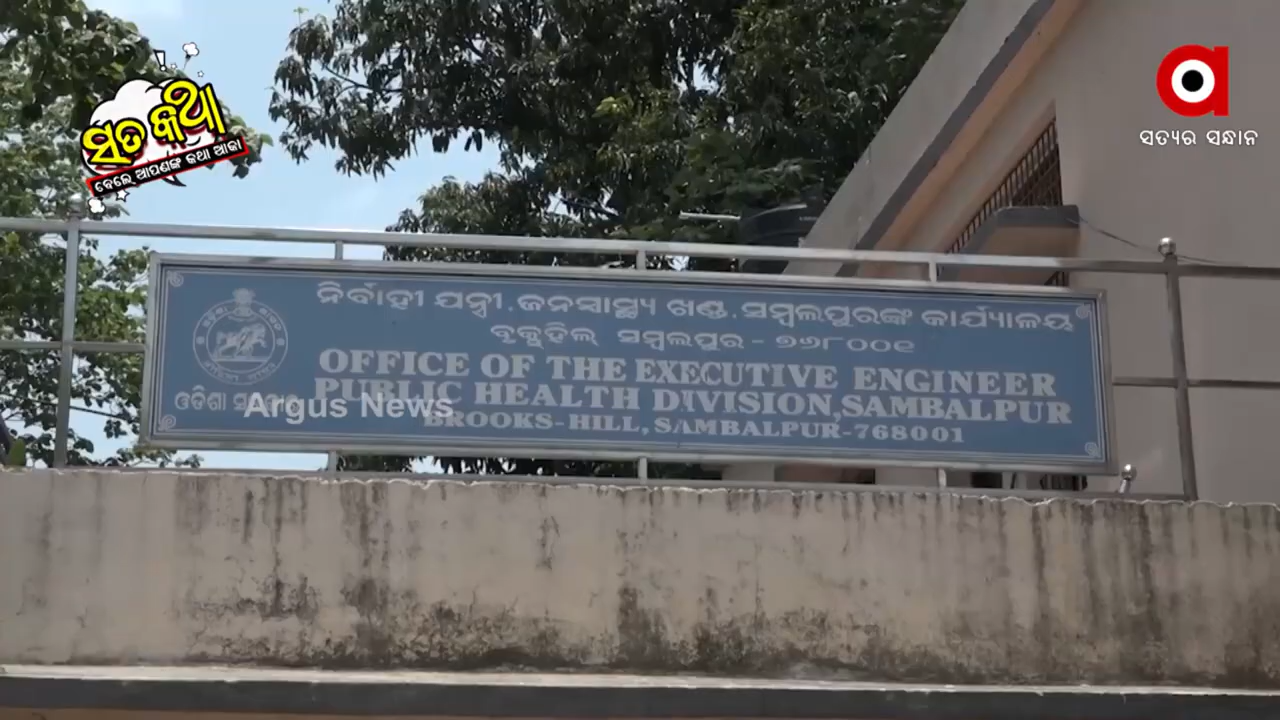 ସତ କଥା
ବେଲେ ଆପଣଙ୍କ କଥା ଆଜୀ
ସତ୍ୟର ସନ୍ଧାନ
ନିର୍ବାହୀ ଯନ୍ତ୍ରୀ.ଜନସ୍ୱାସ୍ଥ୍ୟ ଖଣ୍ଡ.ସମ୍ବଲପୁରଙ୍କ କାର୍ଯ୍ୟାଳୟ
ବୃକ୍ସହିଲ୍ ସମ୍ବଲପୁର - ୭୬୮୦୦୧
OFFICE OF THE EXECUTIVE ENGINEER
PUBLIC HEALTH DIVISION,SAMBALPUR
BROOKS-HILL, SAMBALPUR-768001
ଓଡିଶା
Argus News